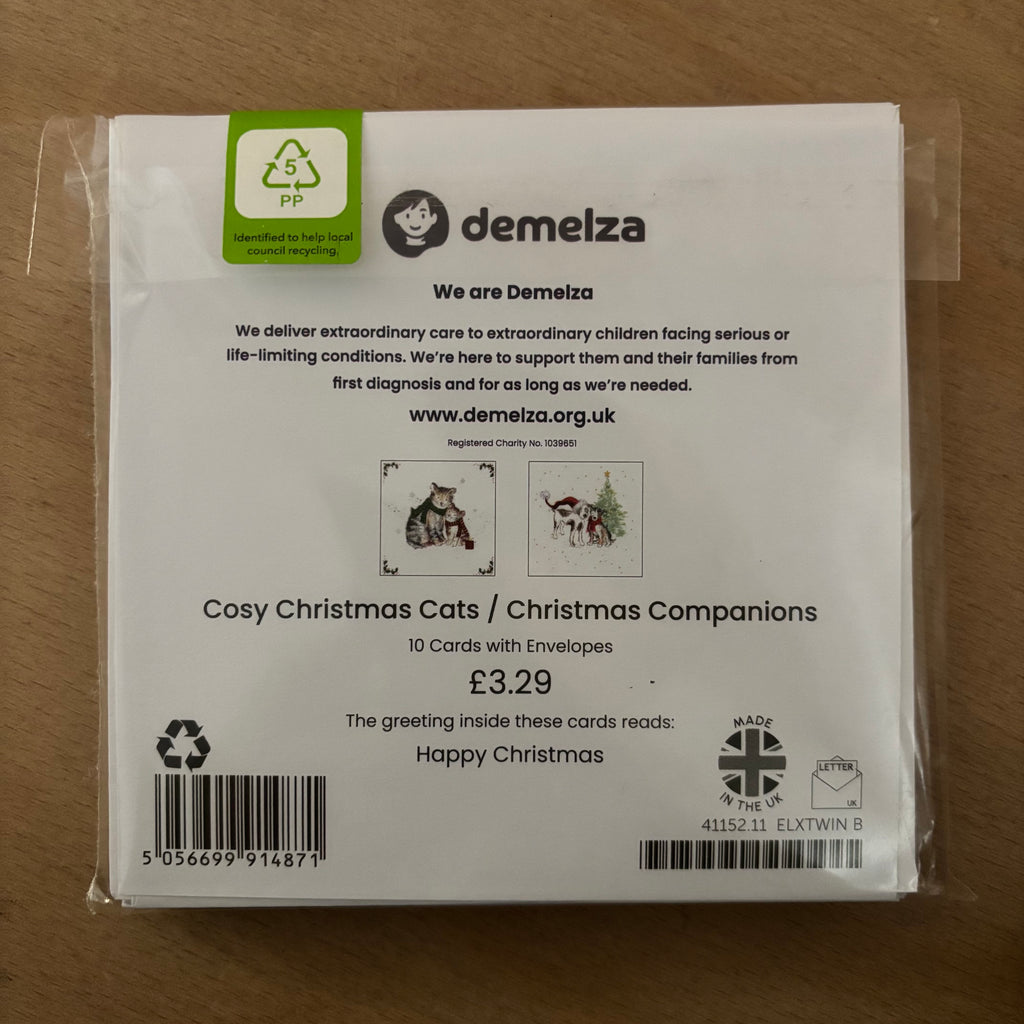 5
PP
Identified to help local
council recycling.
demelza
We are Demelza
We deliver extraordinary care to extraordinary children facing serious or
life-limiting conditions. We're here to support them and their families from
first diagnosis and for as long as we're needed.
www.demelza.org.uk
Registered Charity No. 1039651
Cosy Christmas Cats / Christmas Companions
10 Cards with Envelopes
£3.29
The greeting inside these cards reads:
Happy Christmas
MADE
IN THE UK
LETTER
UK
41152.11 ELXTWIN B
5 056699 914871